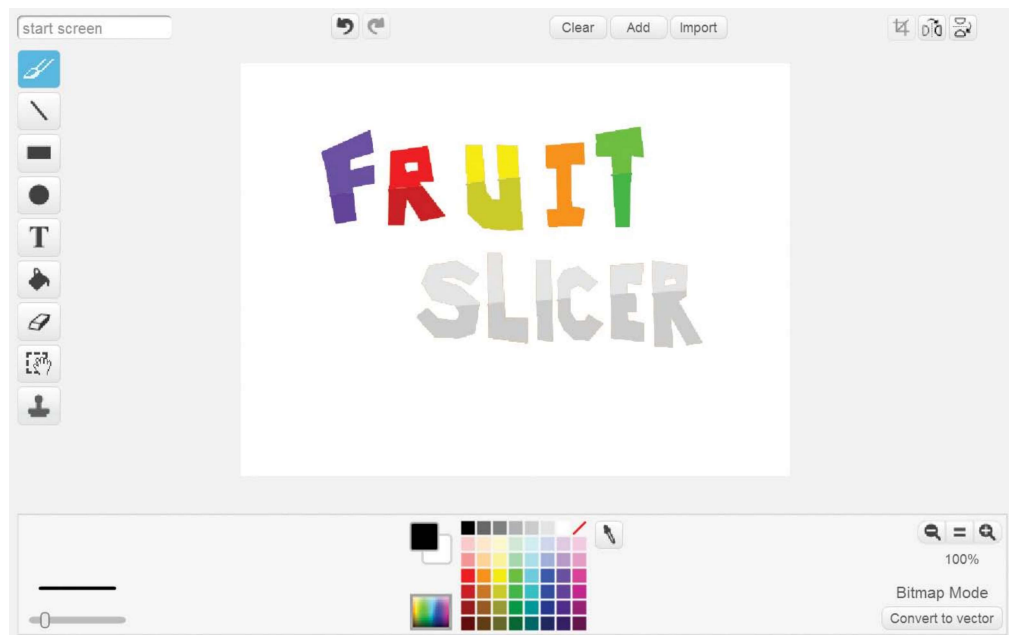 start screen
Clear Add Import
T
FRUIT
SLICER
100%
Bitmap Mode
Convert to vector